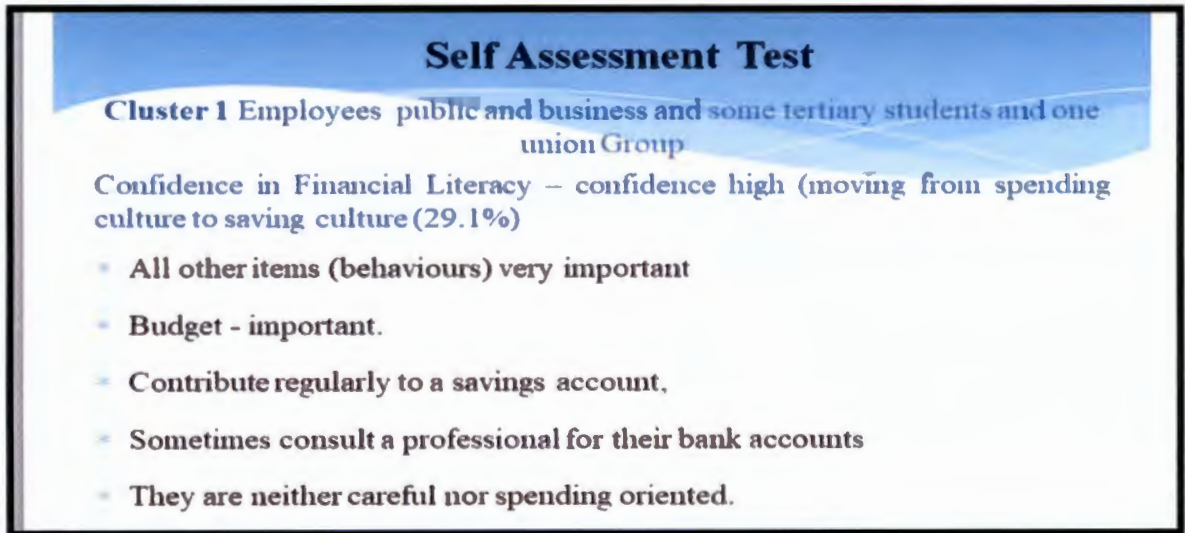 Self Assessment Test
Cluster 1 Employees public and business and some tertiary students and one
union Group
Confidence in Financial Literacy – confidence high (moving from spending
culture to saving culture (29.1%)
All other items (behaviours) very important
Budget - important.
Contribute regularly to a savings account,
Sometimes consult a professional for their bank accounts
They are neither careful nor spending oriented.